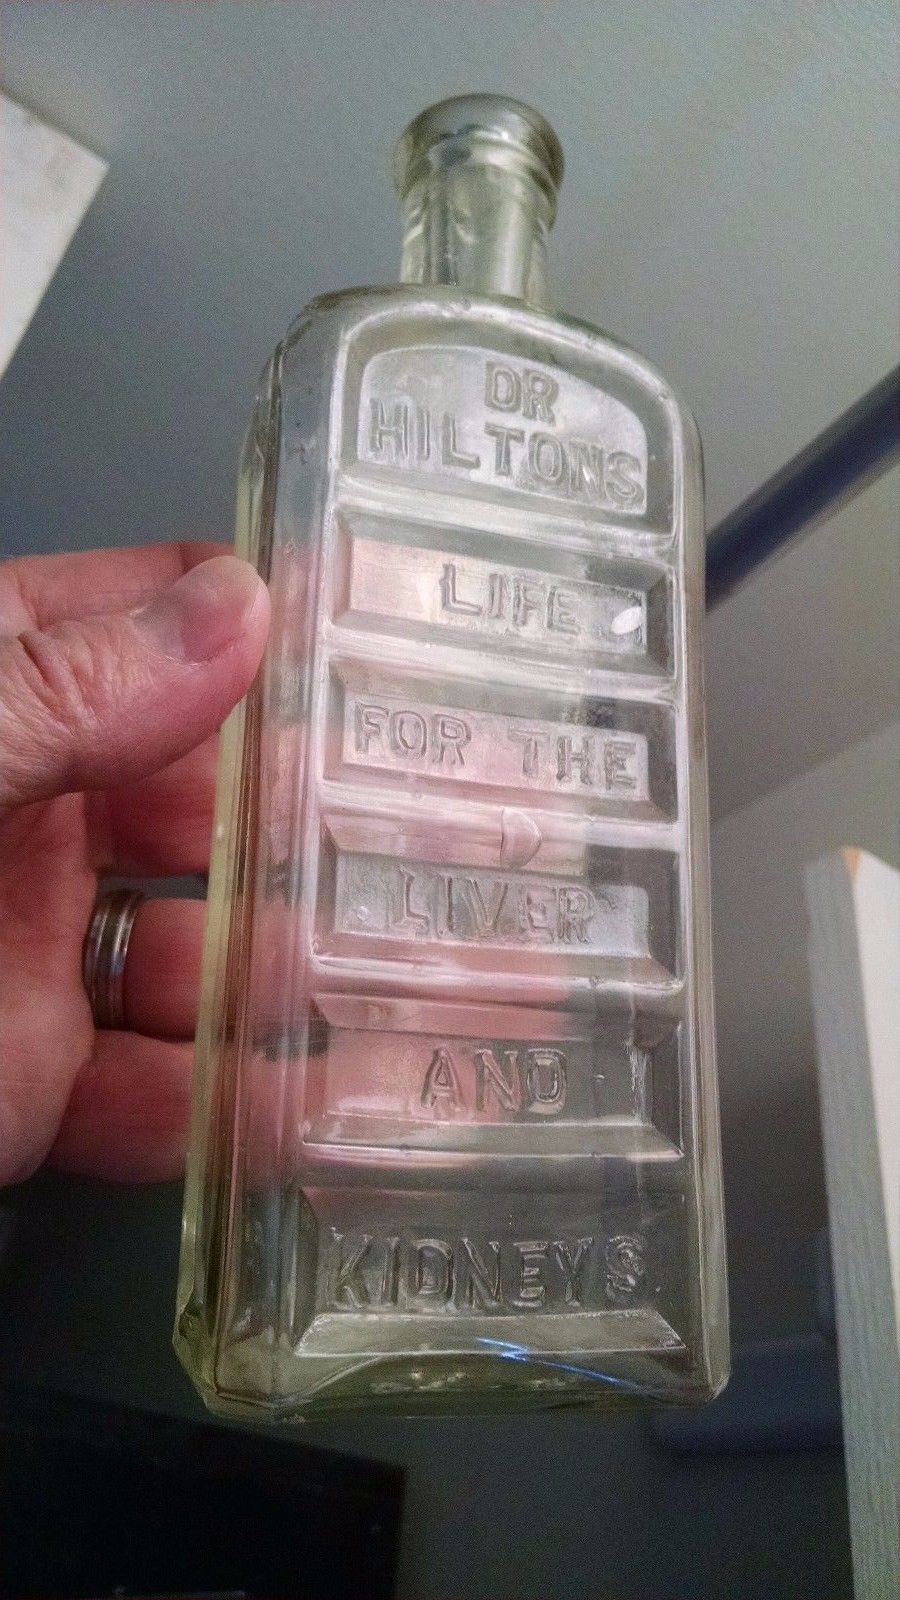 DR
HILTONS
LIFE
FOR THE
LIVER
AND
KIDNEYS